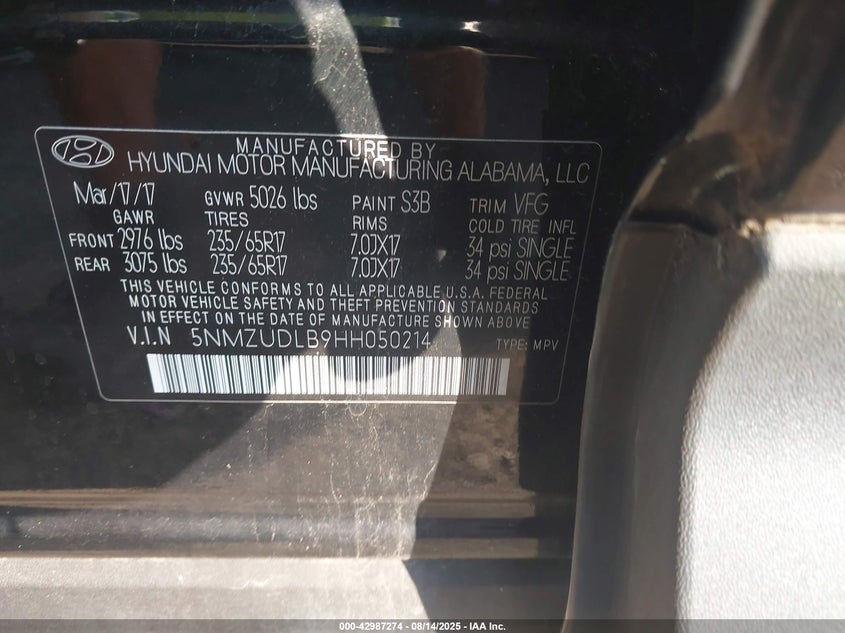 MANUFACTURED BY
HYUNDAI MOTOR MANUFACTURING ALABAMA, LLC
Mar/17/17 GVWR 5026 lbs PAINT S3B TRIM VFG
GAWR TIRES RIMS COLD TIRE INFL
FRONT 2976 lbs 235/65R17 7.0JX17 34 psi SINGLE
REAR 3075 lbs 235/65R17 7.0JX17 34 psi SINGLE
THIS VEHICLE CONFORMS TO ALL APPLICABLE U.S.A. FEDERAL
MOTOR VEHICLE SAFETY AND THEFT PREVENTION STANDARDS
IN EFFECT ON THE DATE OF MANUFACTURE SHOWN ABOVE
V.I.N 5NMZUDLB9HH050214 TYPE: MPV
000-42987274 - 08/14/2025 - IAA Inc.